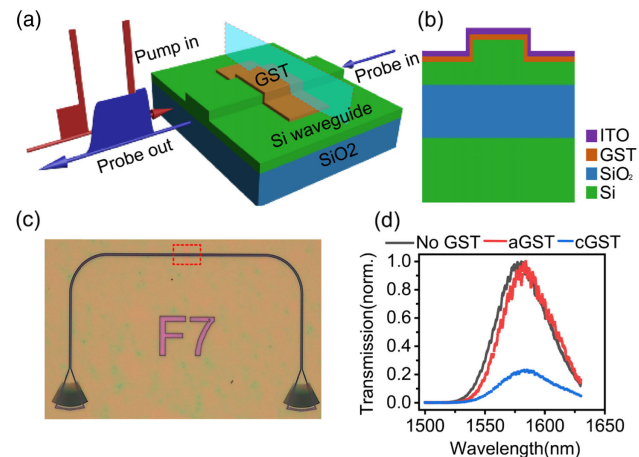 (a)
Pump in
GST
Probe in
Si waveguide
Probe out
SiO2
(b)
ITO
GST
SiO₂
Si
(c)
F7
(d)
No GST aGST cGST
Transmission(norm.)
1.0
0.8
0.6
0.4
0.2
0.0
1500 1550 1600 1650
Wavelength(nm)